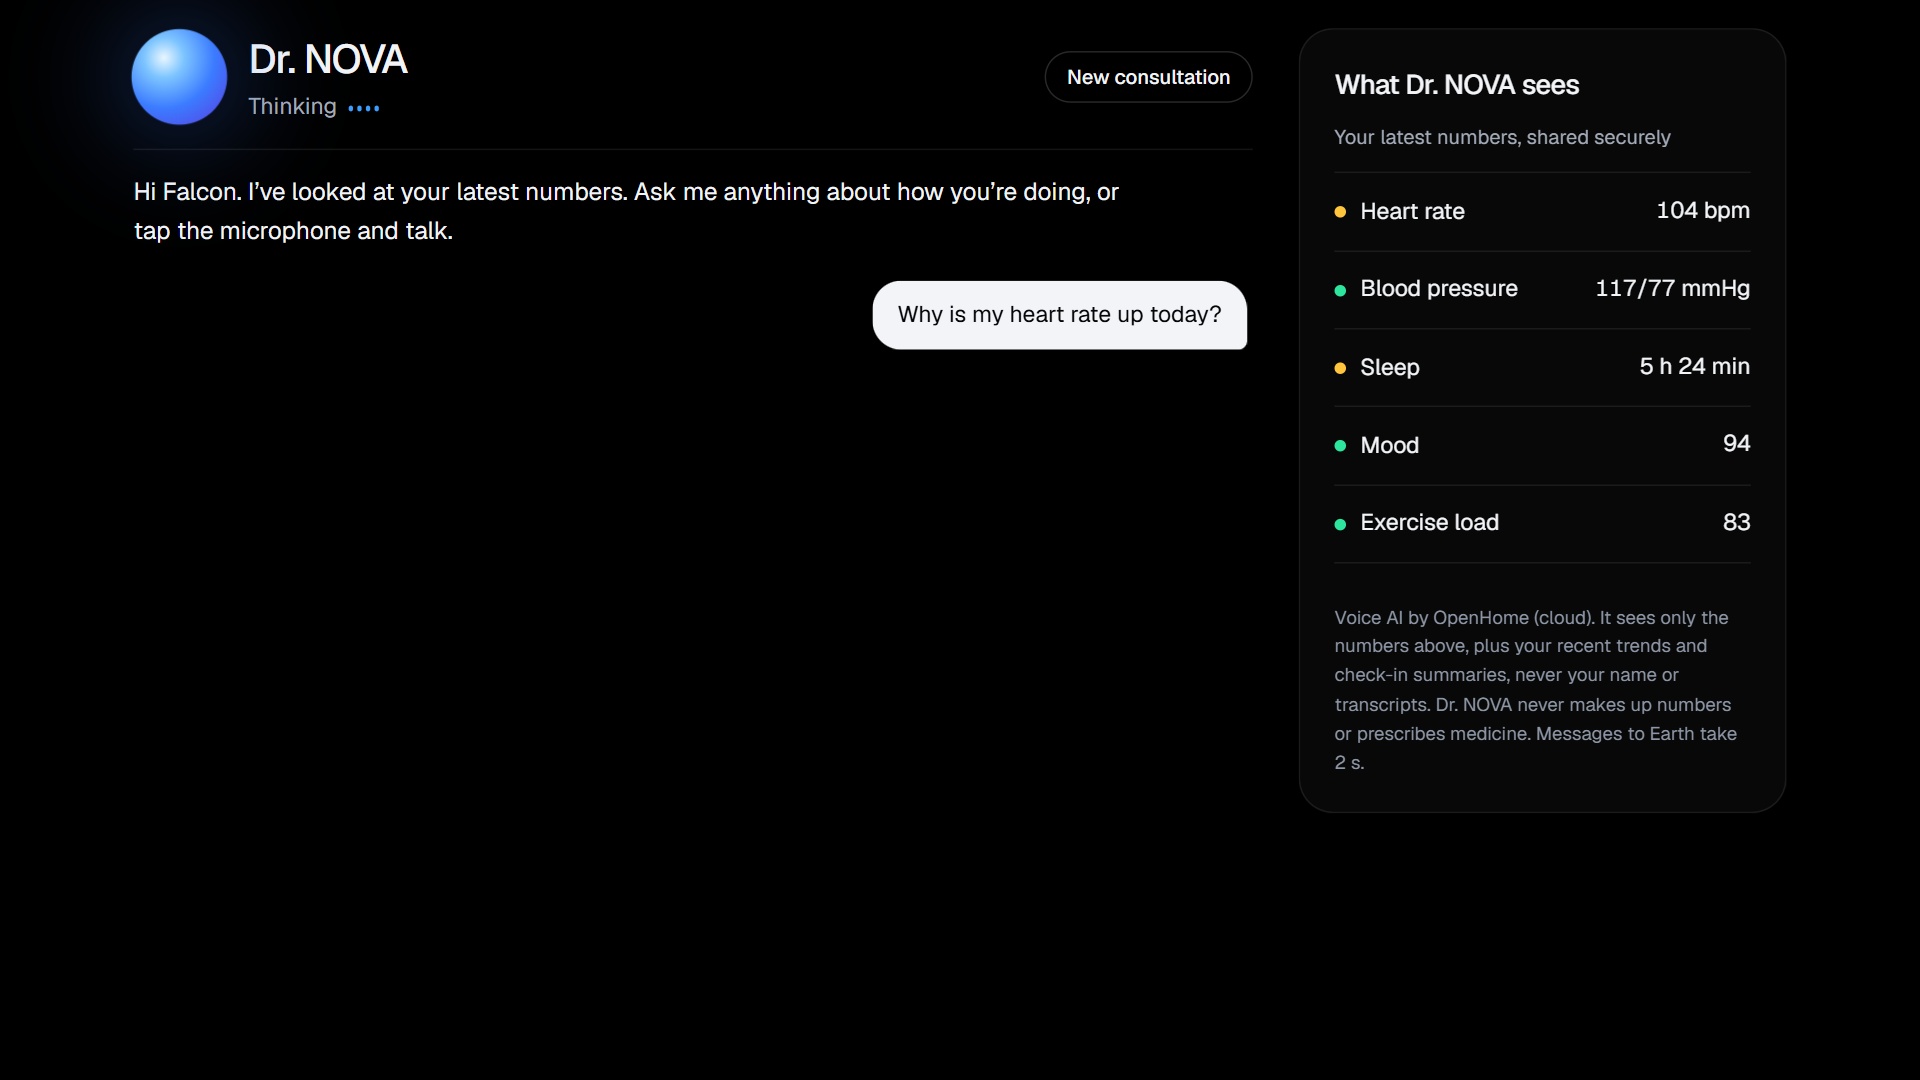 Dr. NOVA
Thinking
New consultation
Hi Falcon. I’ve looked at your latest numbers. Ask me anything about how you’re doing, or
tap the microphone and talk.
Why is my heart rate up today?
What Dr. NOVA sees
Your latest numbers, shared securely
Heart rate 104 bpm
Blood pressure 117/77 mmHg
Sleep 5 h 24 min
Mood 94
Exercise load 83
Voice AI by OpenHome (cloud). It sees only the
numbers above, plus your recent trends and
check-in summaries, never your name or
transcripts. Dr. NOVA never makes up numbers
or prescribes medicine. Messages to Earth take
2 s.